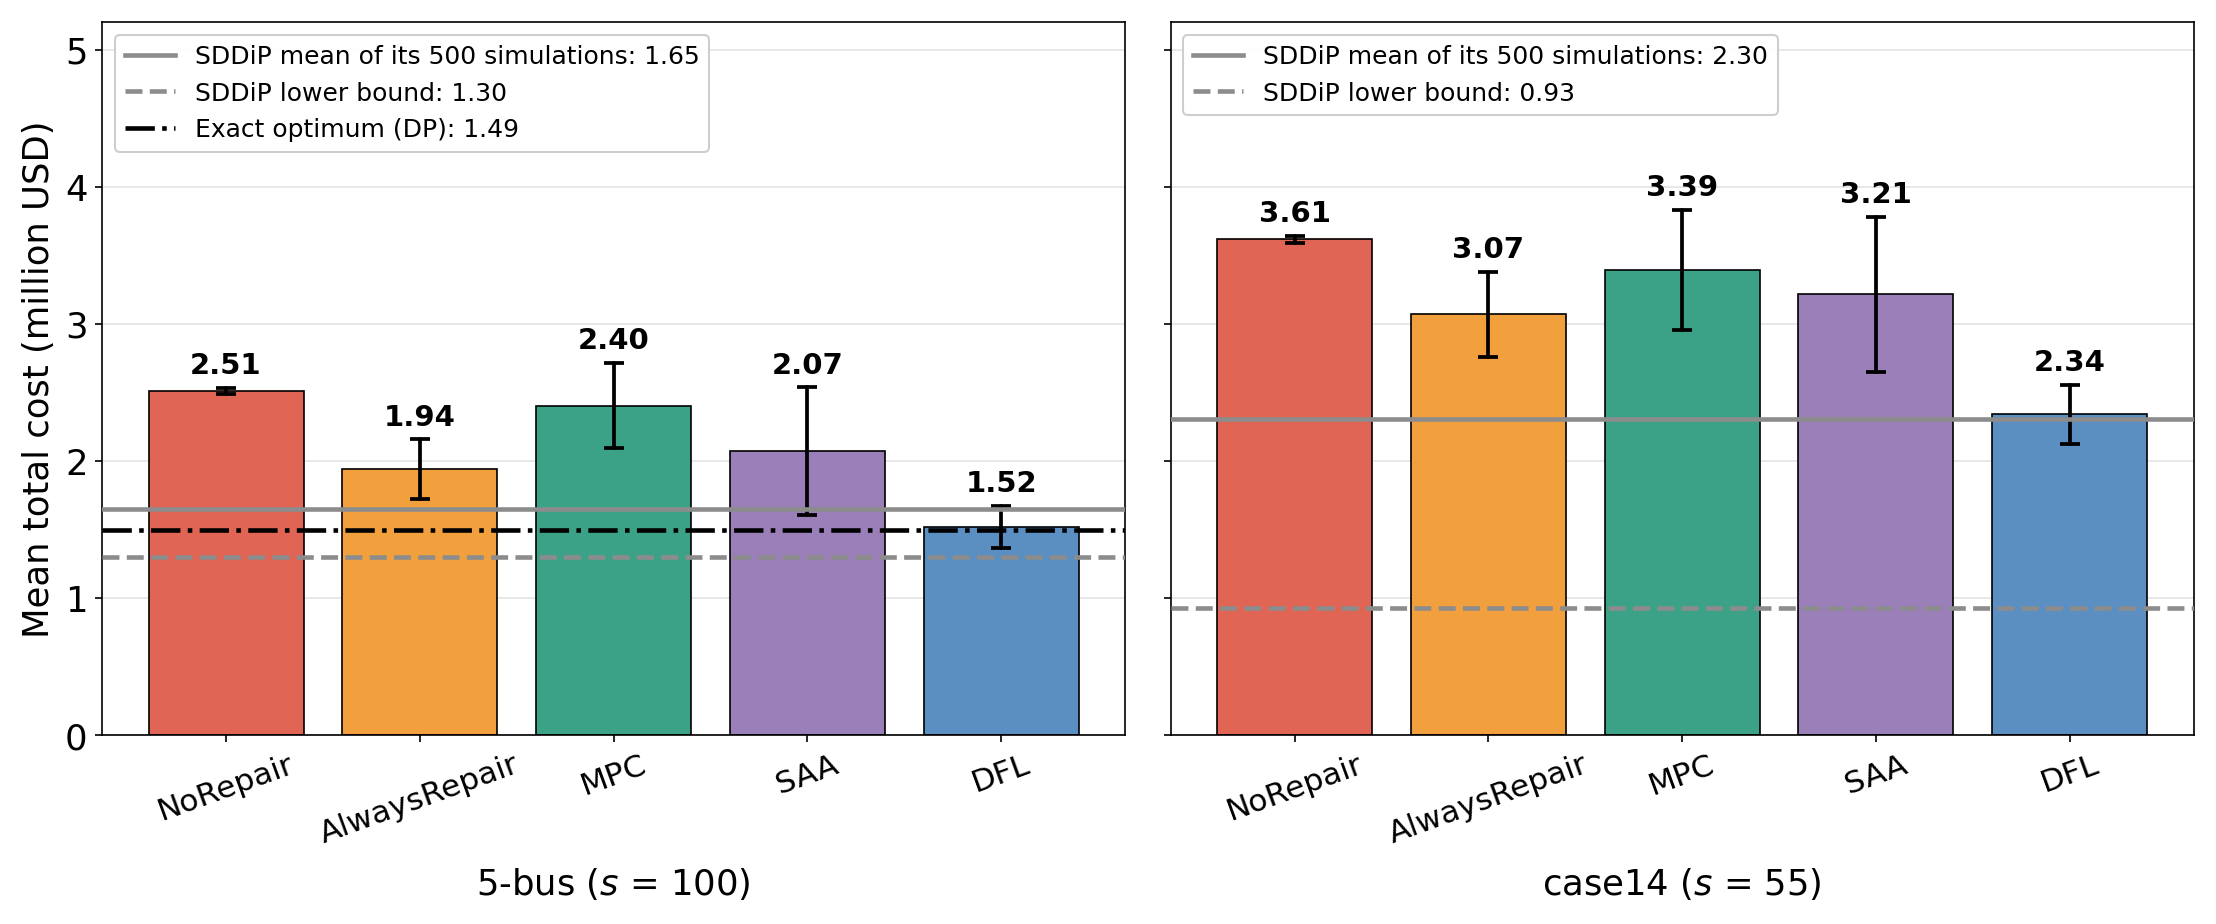 Mean total cost (million USD)
5
4
3
2
1
0
SDDiP mean of its 500 simulations: 1.65
SDDiP lower bound: 1.30
Exact optimum (DP): 1.49
2.51
1.94
2.40
2.07
1.52
NoRepair
AlwaysRepair
MPC
SAA
DFL
5-bus (s = 100)
SDDiP mean of its 500 simulations: 2.30
SDDiP lower bound: 0.93
3.61
3.07
3.39
3.21
2.34
NoRepair
AlwaysRepair
MPC
SAA
DFL
case14 (s = 55)